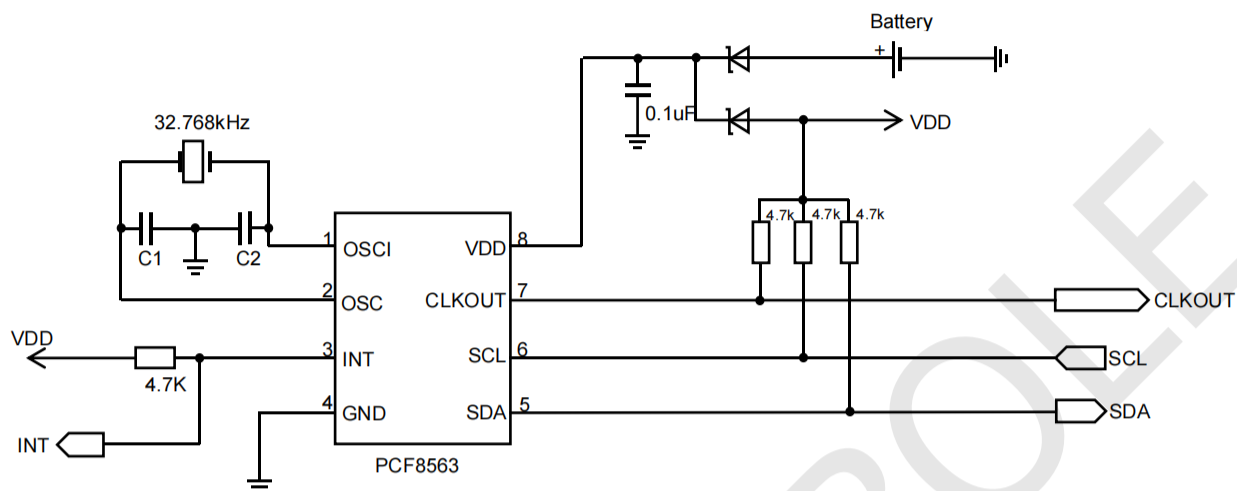 Battery
+
0.1uF
VDD
32.768kHz
4.7k 4.7k 4.7k
C1 C2
1 OSCI
VDD 8
2 OSC
CLKOUT 7
CLKOUT
VDD
4.7K
3 INT
SCL 6
SCL
INT
4 GND
SDA 5
SDA
PCF8563
OLE